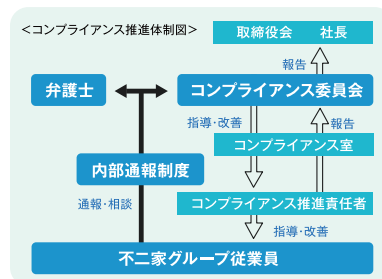 ＜コンプライアンス推進体制図＞
取締役会　社長
報告
弁護士
コンプライアンス委員会
指導・改善
報告
コンプライアンス室
内部通報制度
通報・相談
コンプライアンス推進責任者
指導・改善
不二家グループ従業員